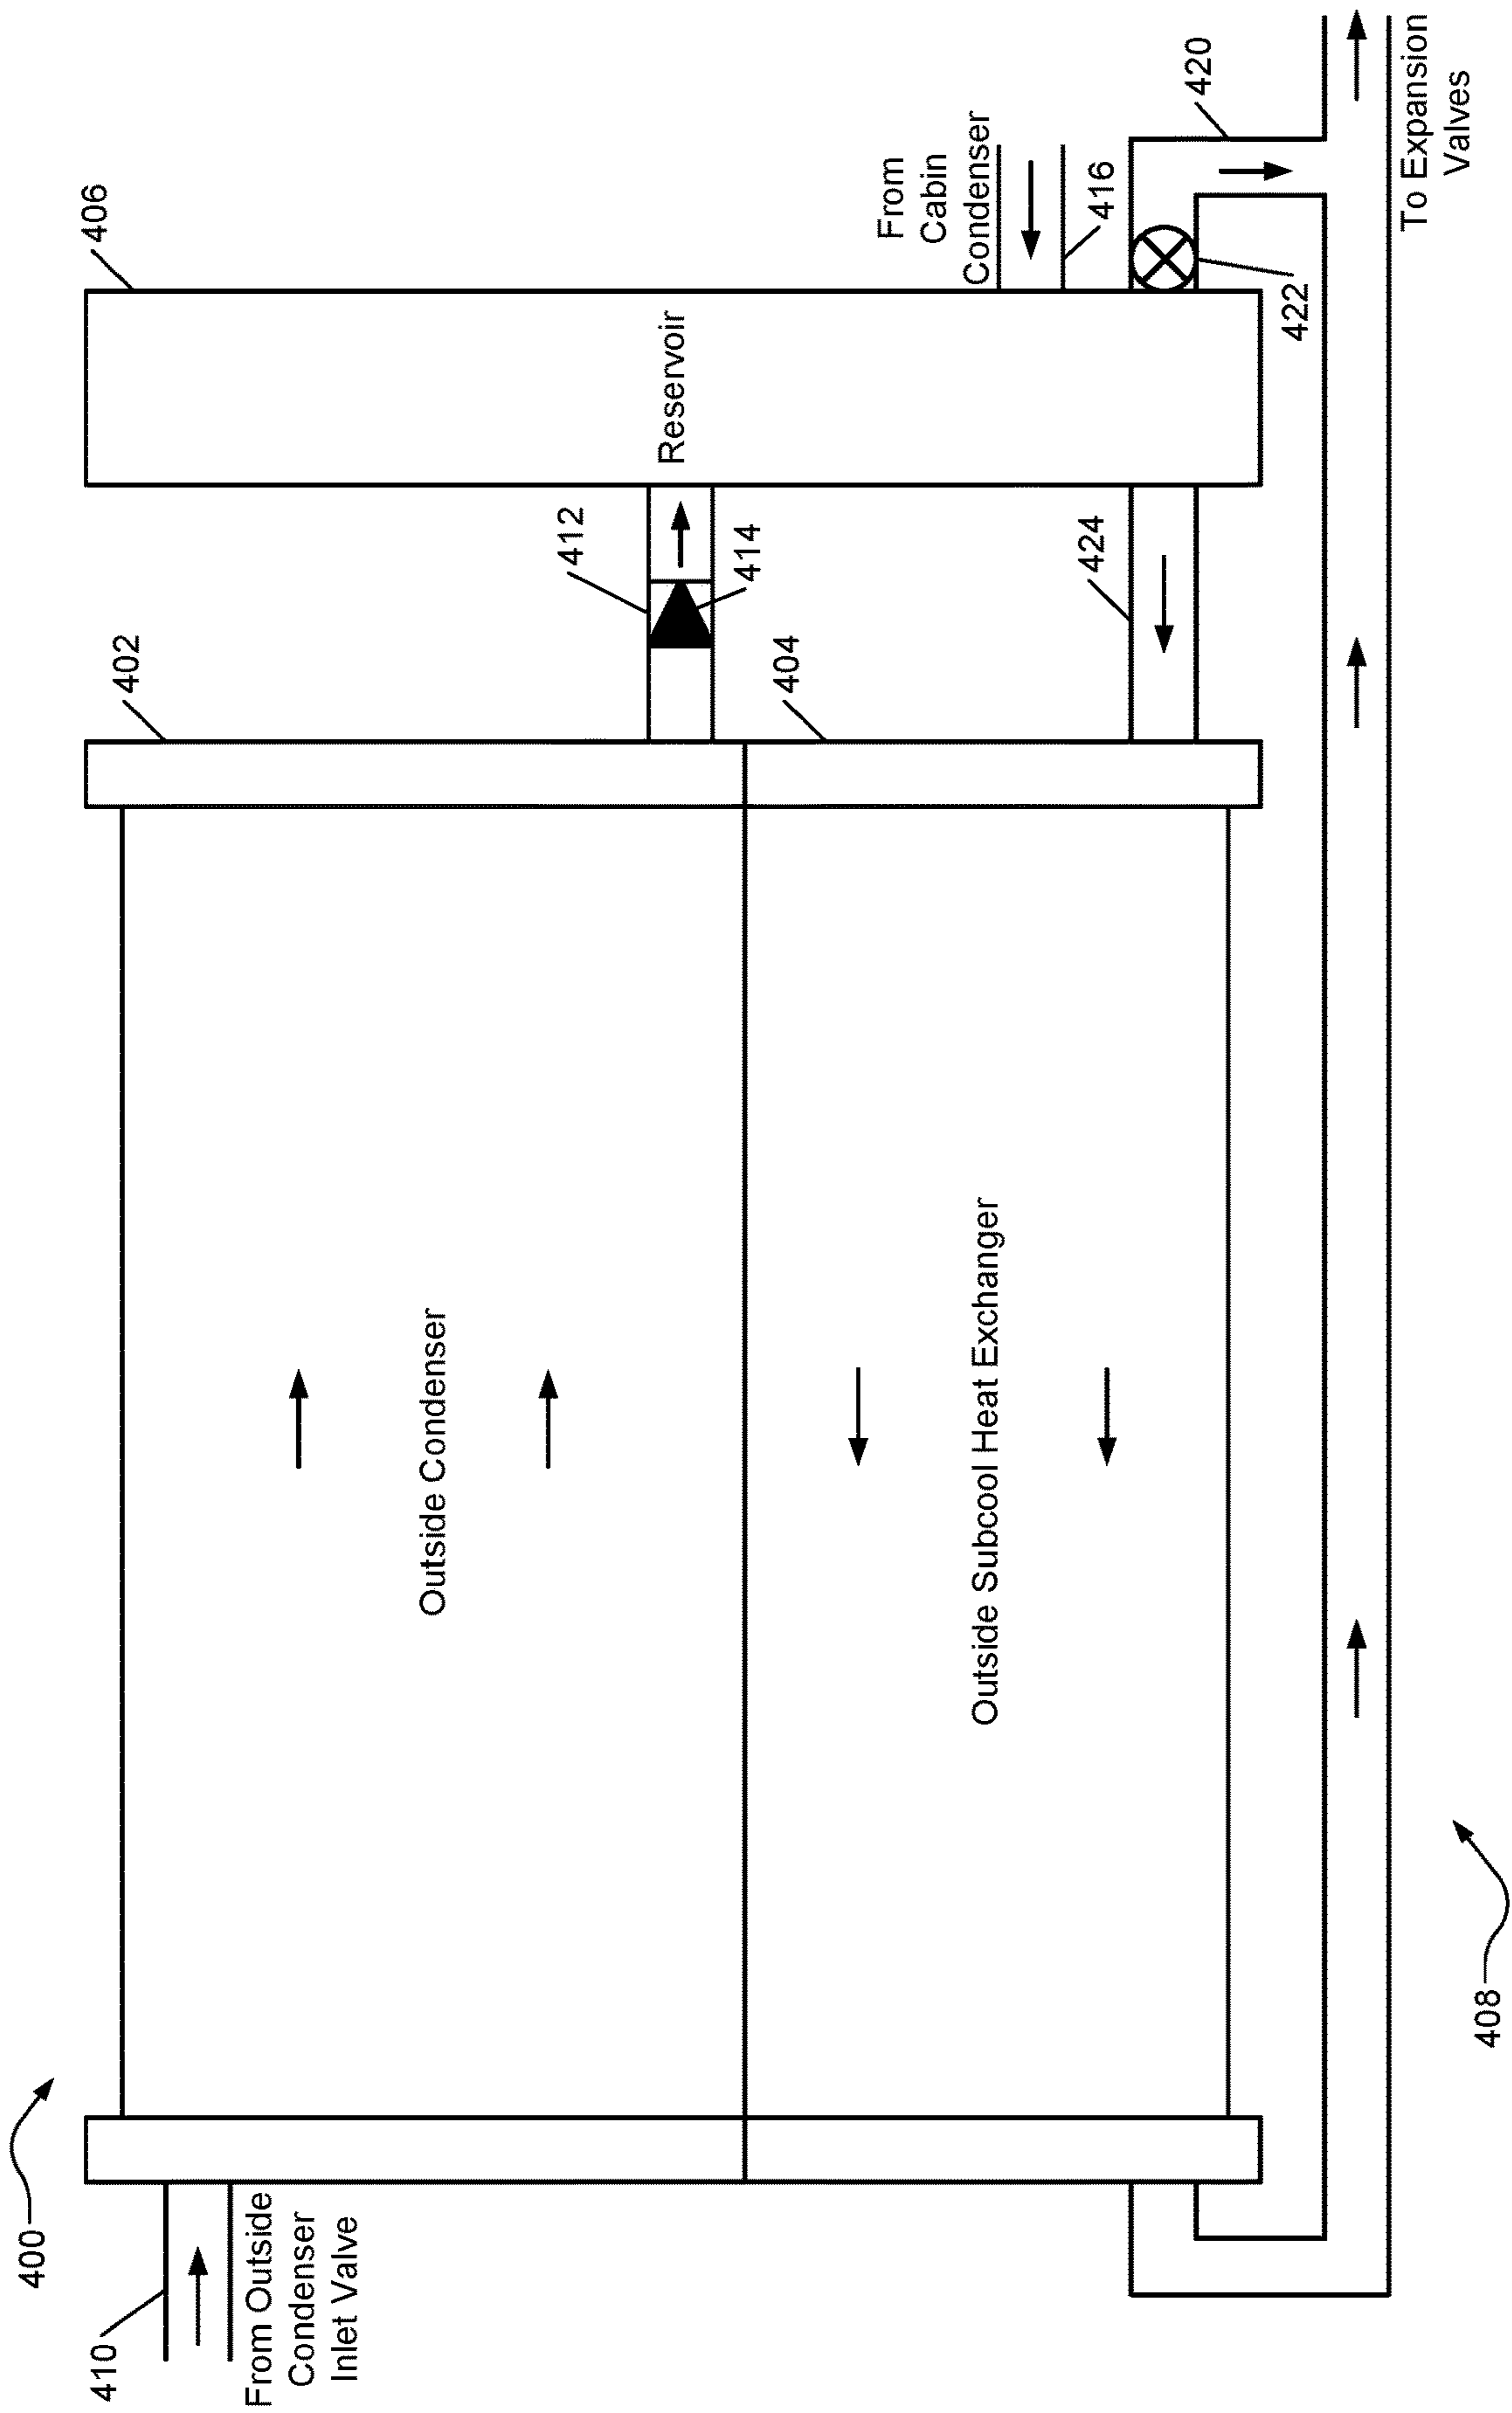 400
402
406
410
From Outside
Condenser
Inlet Valve
Outside Condenser
412
414
Reservoir
404
Outside Subcool Heat Exchanger
424
From
Cabin
Condenser
416
420
422
To Expansion
Valves
408